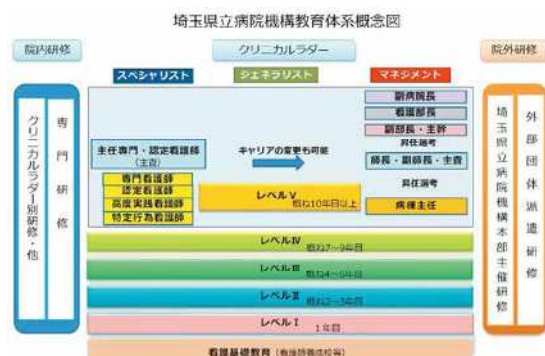 埼玉県立病院機構教育体系概念図
院内研修
クリニカルラダー
院外研修
スペシャリスト
ジェネラリスト
マネジメント
副病院長
看護部長
副部長・主幹
昇任選考
主任専門・認定看護師
(主査)
キャリアの変更も可能
師長・副師長・主査
昇任選考
専門看護師
認定看護師
高度実践看護師
特定行為看護師
レベルⅤ
概ね10年目以上
病棟主任
レベルⅣ
概ね7~9年目
レベルⅢ
概ね4~6年目
レベルⅡ
概ね2~3年目
レベルⅠ
1年目
看護基礎教育(看護師養成校等)
クリニカルラダー別研修・他
専門研修
埼玉県立病院機構本部主催研修
外部団体派遣研修